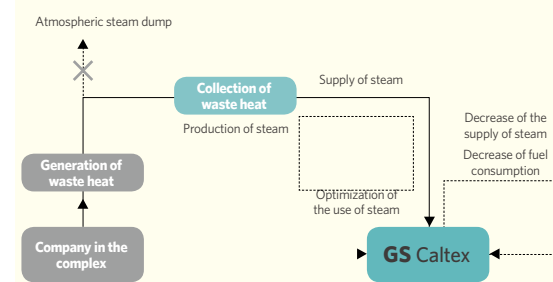 Atmospheric steam dump
Collection of
waste heat
Supply of steam
Production of steam
Decrease of the
supply of steam
Decrease of fuel
consumption
Generation of
waste heat
Optimization of
the use of steam
Company in the
complex
GS Caltex